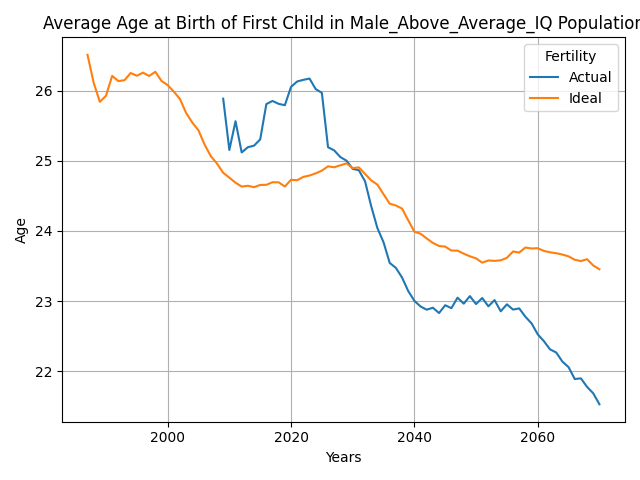 Average Age at Birth of First Child in Male_Above_Average_IQ Population
Fertility
Actual
Ideal
26
25
24
23
22
Age
2000
2020
2040
2060
Years